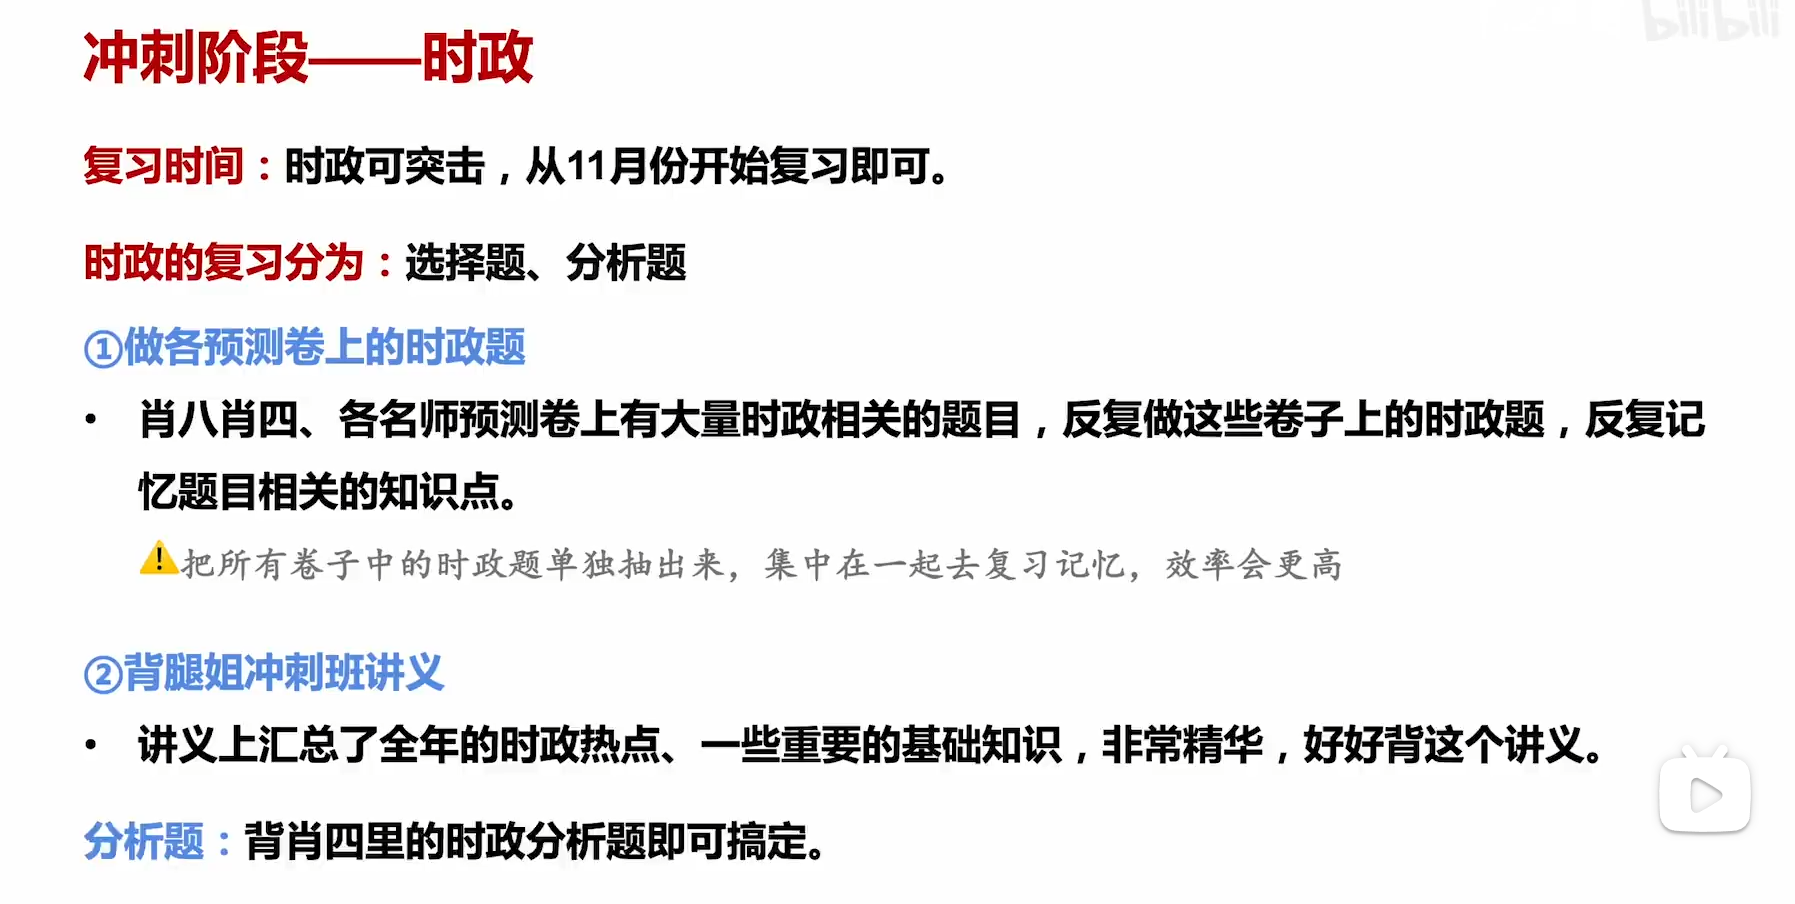 bilibili
冲刺阶段——时政
复习时间：时政可突击，从11月份开始复习即可。
时政的复习分为：选择题、分析题
①做各预测卷上的时政题
• 肖八肖四、各名师预测卷上有大量时政相关的题目，反复做这些卷子上的时政题，反复记
忆题目相关的知识点。
把所有卷子中的时政题单独抽出来，集中在一起去复习记忆，效率会更高
②背腿姐冲刺班讲义
• 讲义上汇总了全年的时政热点、一些重要的基础知识，非常精华，好好背这个讲义。
分析题：背肖四里的时政分析题即可搞定。